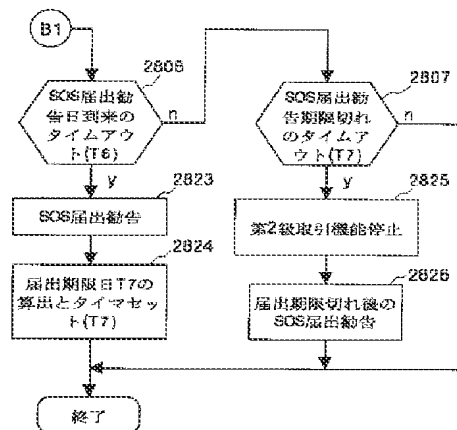 B1
2806
SOS届出勧
告日到来の
タイムアウ
ト(T6)
n
y
2807
SOS届出勧
告期限切れ
のタイムア
ウト(T7)
n
y
2823
SOS届出勧告
2824
届出期限日T7の
算出とタイマセッ
ト(T7)
2825
第2級取引機能停止
2826
届出期限切れ後の
SOS届出勧告
終了